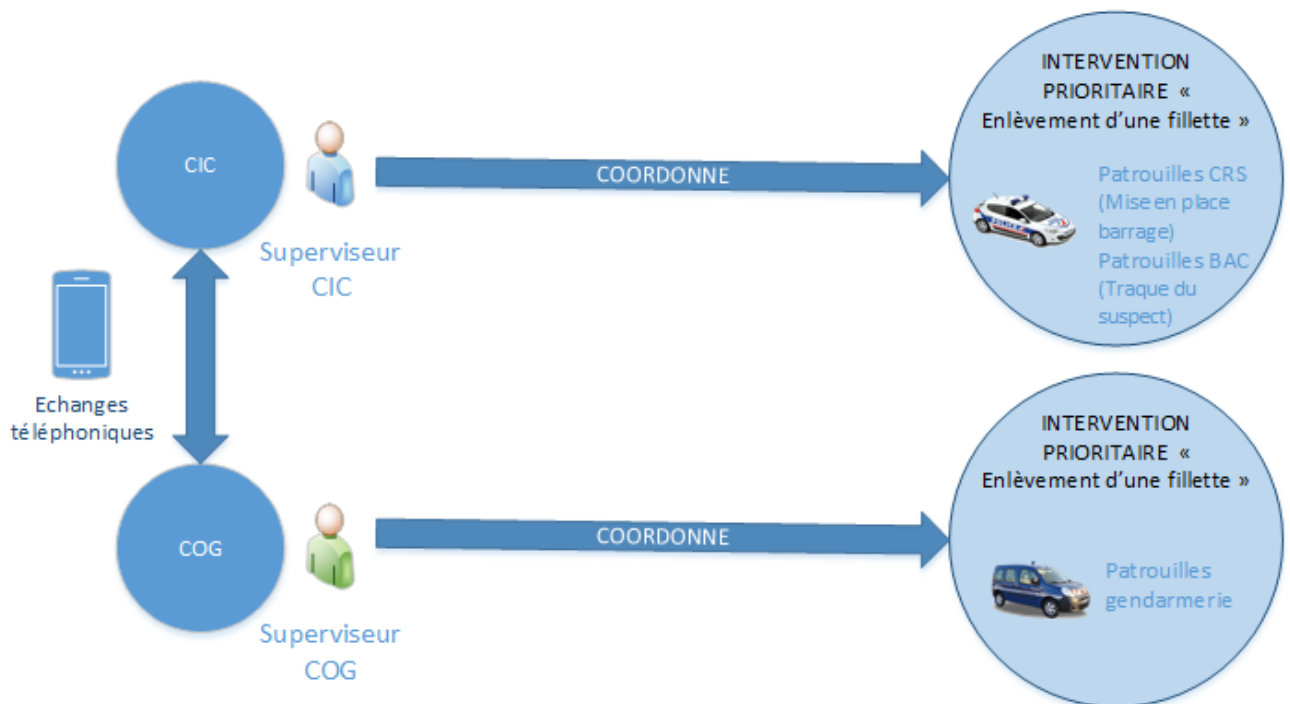 CIC
Superviseur
CIC
COORDONNE
INTERVENTION
PRIORITAIRE «
Enlèvement d'une fillette »
Patrouilles CRS
(Mise en place
barrage)
Patrouilles BAC
(Traque du
suspect)
Echanges
téléphoniques
COG
Superviseur
COG
COORDONNE
INTERVENTION
PRIORITAIRE «
Enlèvement d'une fillette »
Patrouilles
gendarmerie